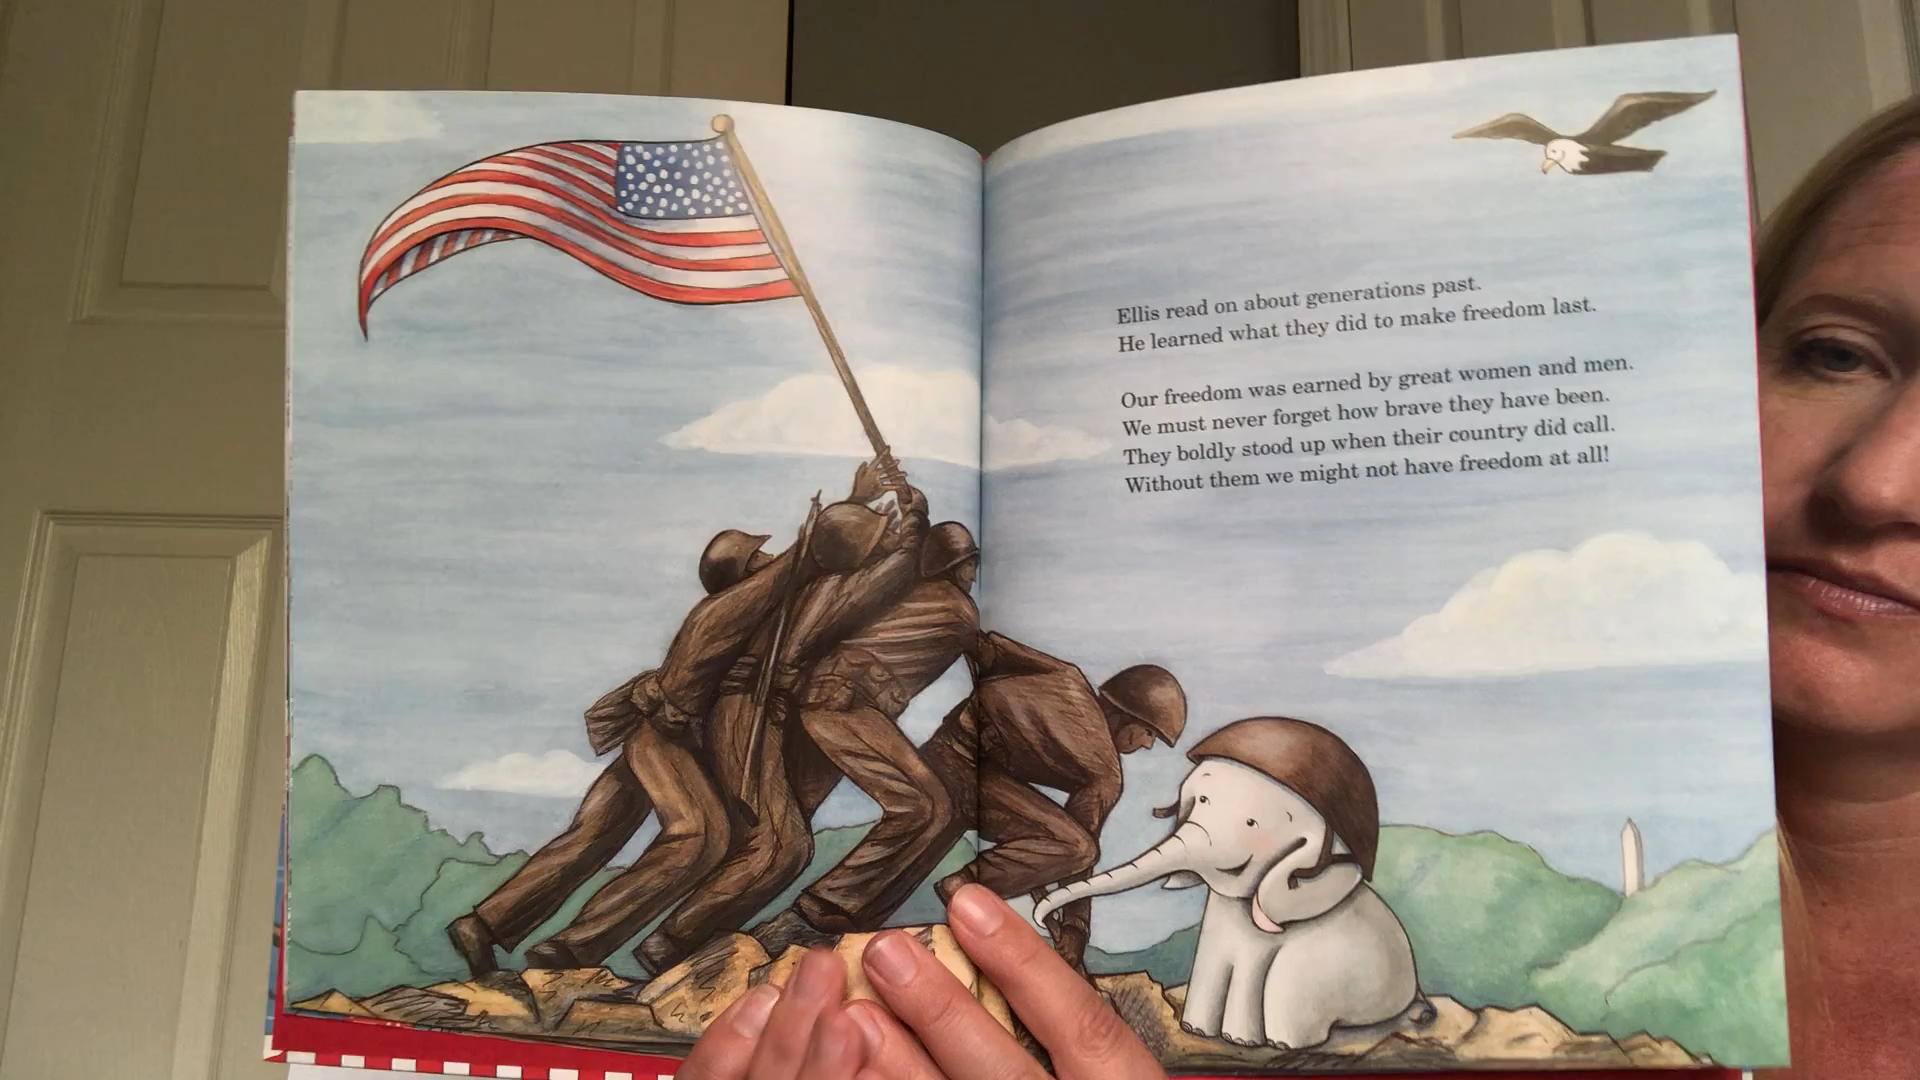 Ellis read on about generations past.
He learned what they did to make freedom last.
Our freedom was earned by great women and men.
We must never forget how brave they have been.
They boldly stood up when their country did call.
Without them we might not have freedom at all!